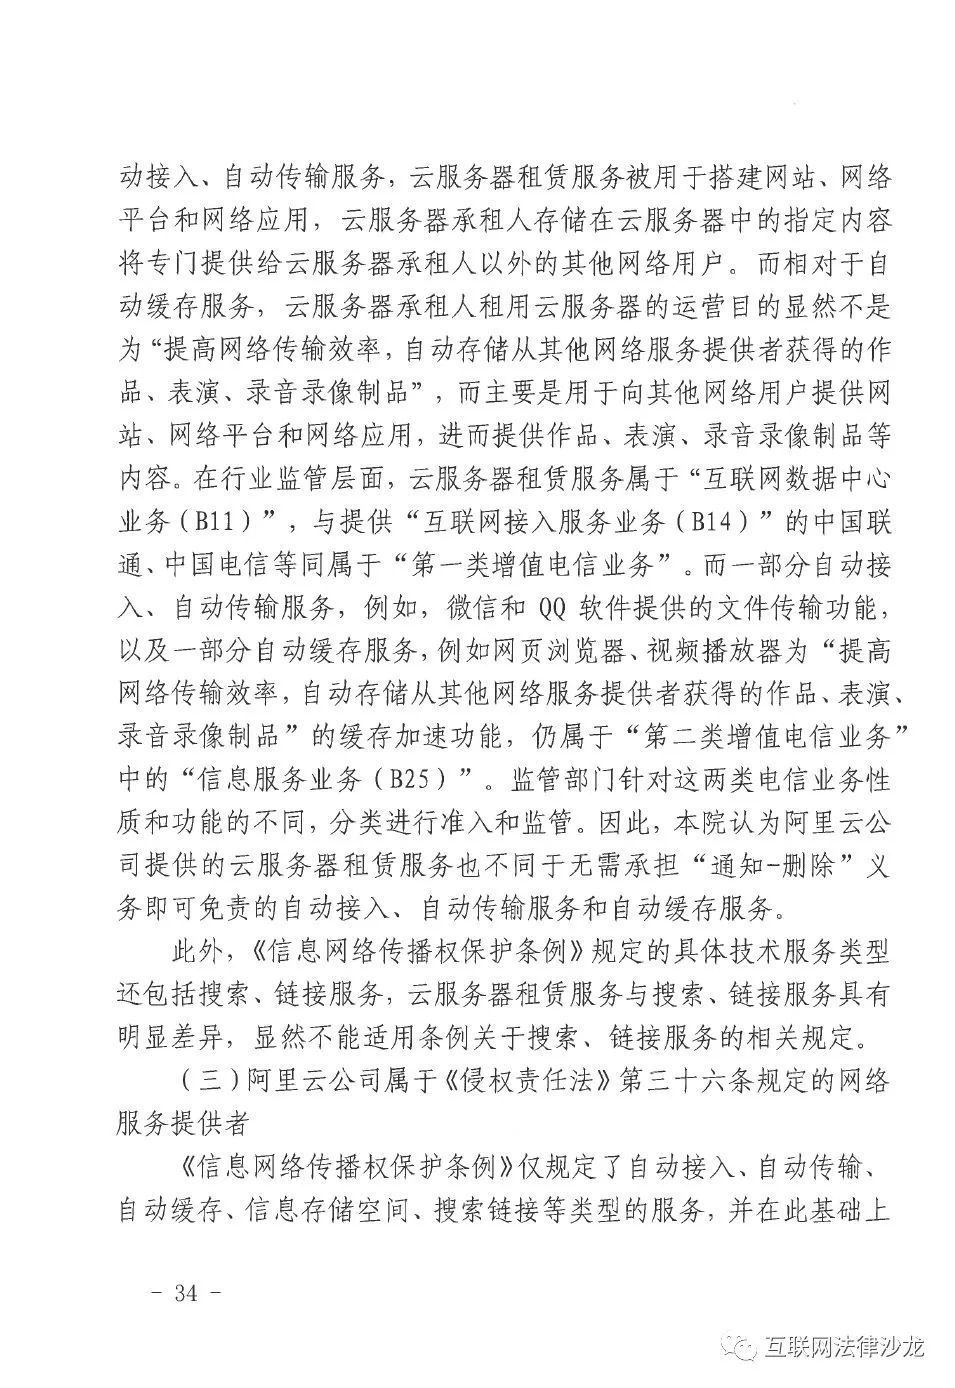 动接入、自动传输服务，云服务器租赁服务被用于搭建网站、网络
平台和网络应用，云服务器承租人存储在云服务器中的指定内容
将专门提供给云服务器承租人以外的其他网络用户。而相对于自
动缓存服务，云服务器承租人租用云服务器的运营目的显然不是
为“提高网络传输效率，自动存储从其他网络服务提供者获得的作
品、表演、录音录像制品”，而主要是用于向其他网络用户提供网
站、网络平台和网络应用，进而提供作品、表演、录音录像制品等
内容。在行业监管层面，云服务器租赁服务属于“互联网数据中心
业务（B11）”，与提供“互联网接入服务业务（B14）”的中国联
通、中国电信等同属于“第一类增值电信业务”。而一部分自动接
入、自动传输服务，例如，微信和 QQ 软件提供的文件传输功能，
以及一部分自动缓存服务，例如网页浏览器、视频播放器为“提高
网络传输效率，自动存储从其他网络服务提供者获得的作品、表演、
录音录像制品”的缓存加速功能，仍属于“第二类增值电信业务”
中的“信息服务业务（B25）”。监管部门针对这两类电信业务性
质和功能的不同，分类进行准入和监管。因此，本院认为阿里云公
司提供的云服务器租赁服务也不同于无需承担“通知-删除”义
务即可免责的自动接入、自动传输服务和自动缓存服务。
此外，《信息网络传播权保护条例》规定的具体技术服务类型
还包括搜索、链接服务，云服务器租赁服务与搜索、链接服务具有
明显差异，显然不能适用条例关于搜索、链接服务的相关规定。
（三）阿里云公司属于《侵权责任法》第三十六条规定的网络
服务提供者
《信息网络传播权保护条例》仅规定了自动接入、自动传输、
自动缓存、信息存储空间、搜索链接等类型的服务，并在此基础上
- 34 -
互联网法律沙龙